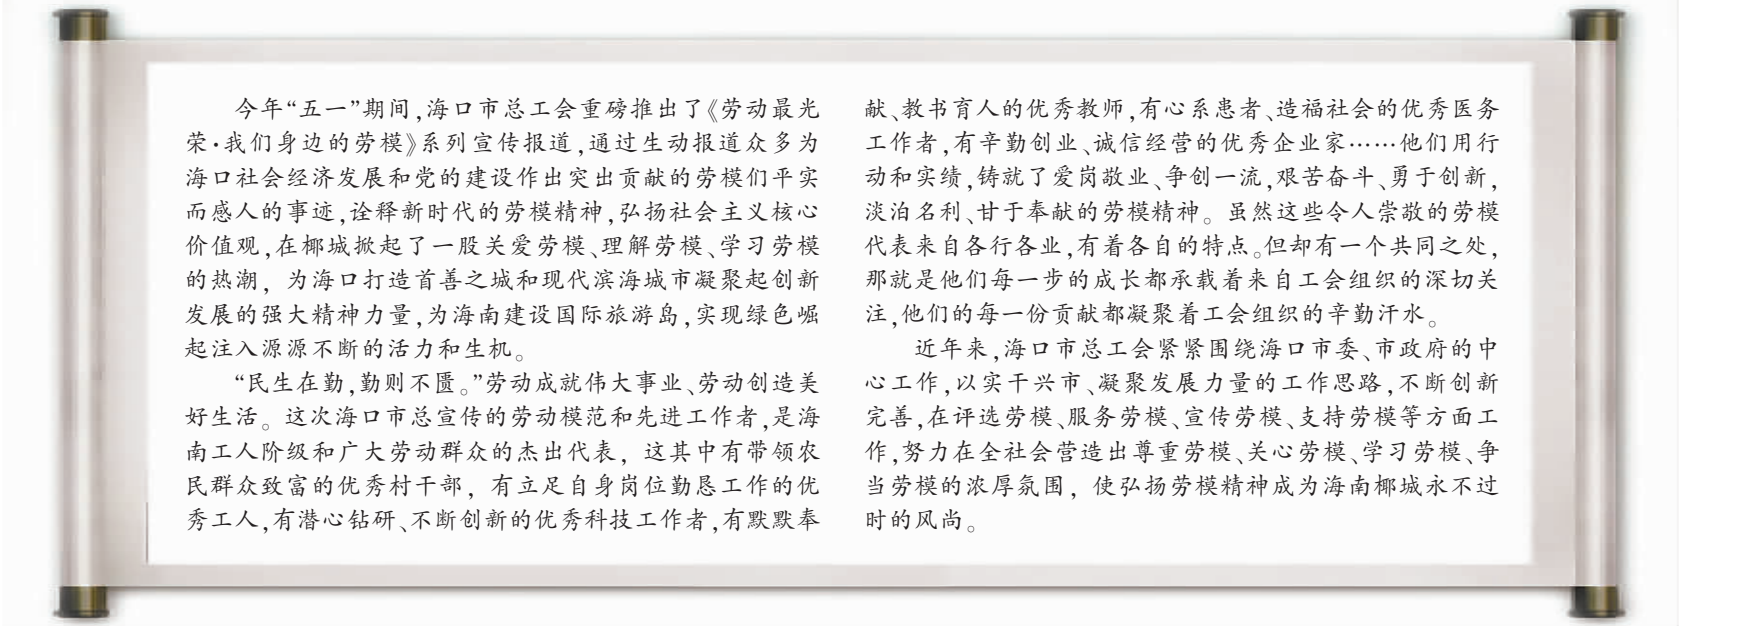 今年“五一”期间,海口市总工会重磅推出了《劳动最光
荣·我们身边的劳模》系列宣传报道,通过生动报道众多为
海口社会经济发展和党的建设作出突出贡献的劳模们平实
而感人的事迹,诠释新时代的劳模精神,弘扬社会主义核心
价值观,在椰城掀起了一股关爱劳模、理解劳模、学习劳模
的热潮，为海口打造首善之城和现代滨海城市凝聚起创新
发展的强大精神力量,为海南建设国际旅游岛,实现绿色崛
起注入源源不断的活力和生机。
“民生在勤,勤则不匮。”劳动成就伟大事业、劳动创造美
好生活。这次海口市总宣传的劳动模范和先进工作者,是海
南工人阶级和广大劳动群众的杰出代表，这其中有带领农
民群众致富的优秀村干部，有立足自身岗位勤恳工作的优
秀工人,有潜心钻研、不断创新的优秀科技工作者,有默默奉
献、教书育人的优秀教师,有心系患者、造福社会的优秀医务
工作者,有辛勤创业、诚信经营的优秀企业家……他们用行
动和实绩,铸就了爱岗敬业、争创一流,艰苦奋斗、勇于创新,
淡泊名利、甘于奉献的劳模精神。虽然这些令人崇敬的劳模
代表来自各行各业,有着各自的特点。但却有一个共同之处,
那就是他们每一步的成长都承载着来自工会组织的深切关
注,他们的每一份贡献都凝聚着工会组织的辛勤汗水。
近年来,海口市总工会紧紧围绕海口市委、市政府的中
心工作,以实干兴市、凝聚发展力量的工作思路,不断创新
完善,在评选劳模、服务劳模、宣传劳模、支持劳模等方面工
作,努力在全社会营造出尊重劳模、关心劳模、学习劳模、争
当劳模的浓厚氛围，使弘扬劳模精神成为海南椰城永不过
时的风尚。